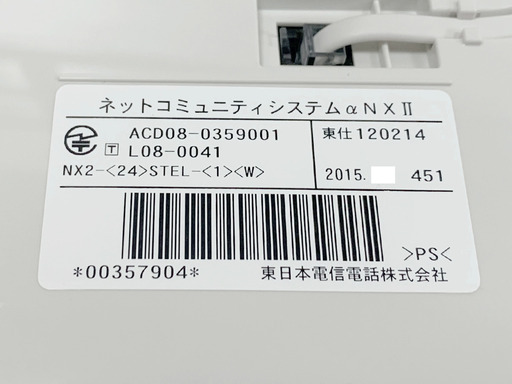 ネットコミュニティシステムαNXⅡ
ACD08-0359001
T L08-0041
NX2-<24>STEL-<1><W>
東仕120214
2015. 451
>PS<
*00357904*
東日本電信電話株式会社